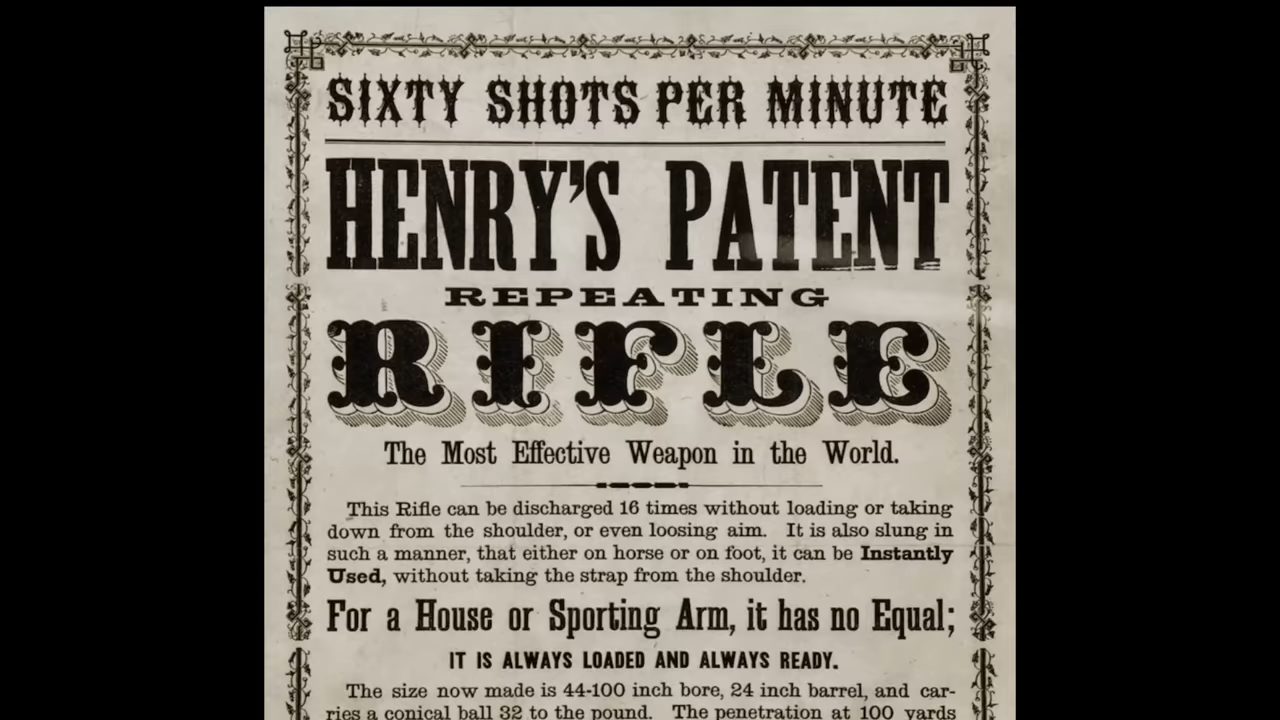 SIXTY SHOTS PER MINUTE
HENRY'S PATENT
REPEATING
RIFLE
The Most Effective Weapon in the World.
This Rifle can be discharged 16 times without loading or taking
down from the shoulder, or even loosing aim. It is also slung in
such a manner, that either on horse or on foot, it can be Instantly
Used, without taking the strap from the shoulder.
For a House or Sporting Arm, it has no Equal;
IT IS ALWAYS LOADED AND ALWAYS READY.
The size now made is 44-100 inch bore, 24 inch barrel, and car-
ries a conical ball 32 to the pound. The penetration at 100 yards